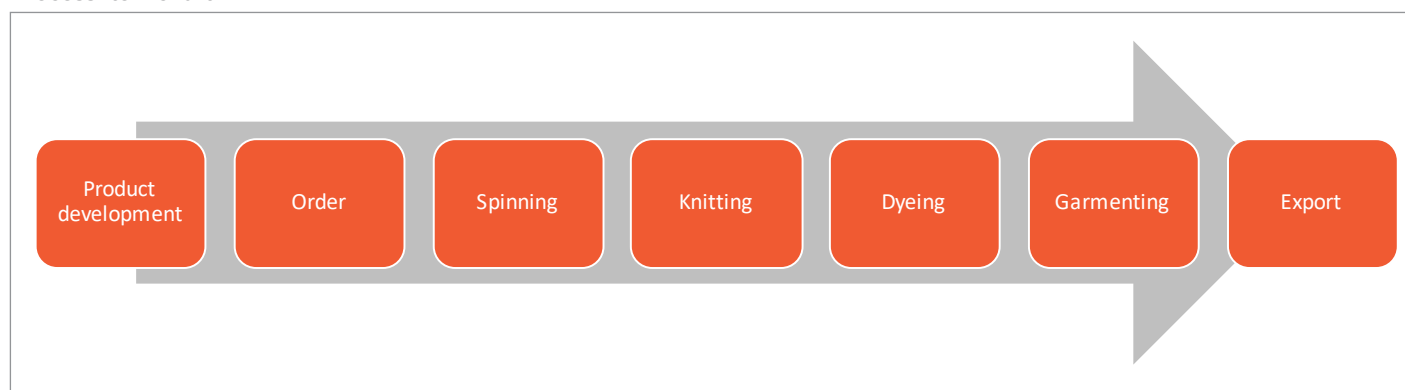 Product
development
Order
Spinning
Knitting
Dyeing
Garmenting
Export